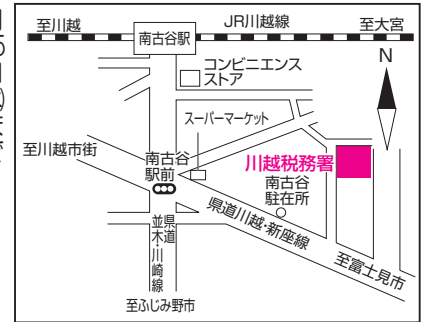 至川越
JR川越線
至大宮
南古谷駅
N
コンビニエンス
ストア
スーパーマーケット
至川越市街
南古谷
駅前
川越税務署
南古谷
駐在所
県道川越・新座線
県道
並木・川崎線
至富士見市
至ふじみ野市